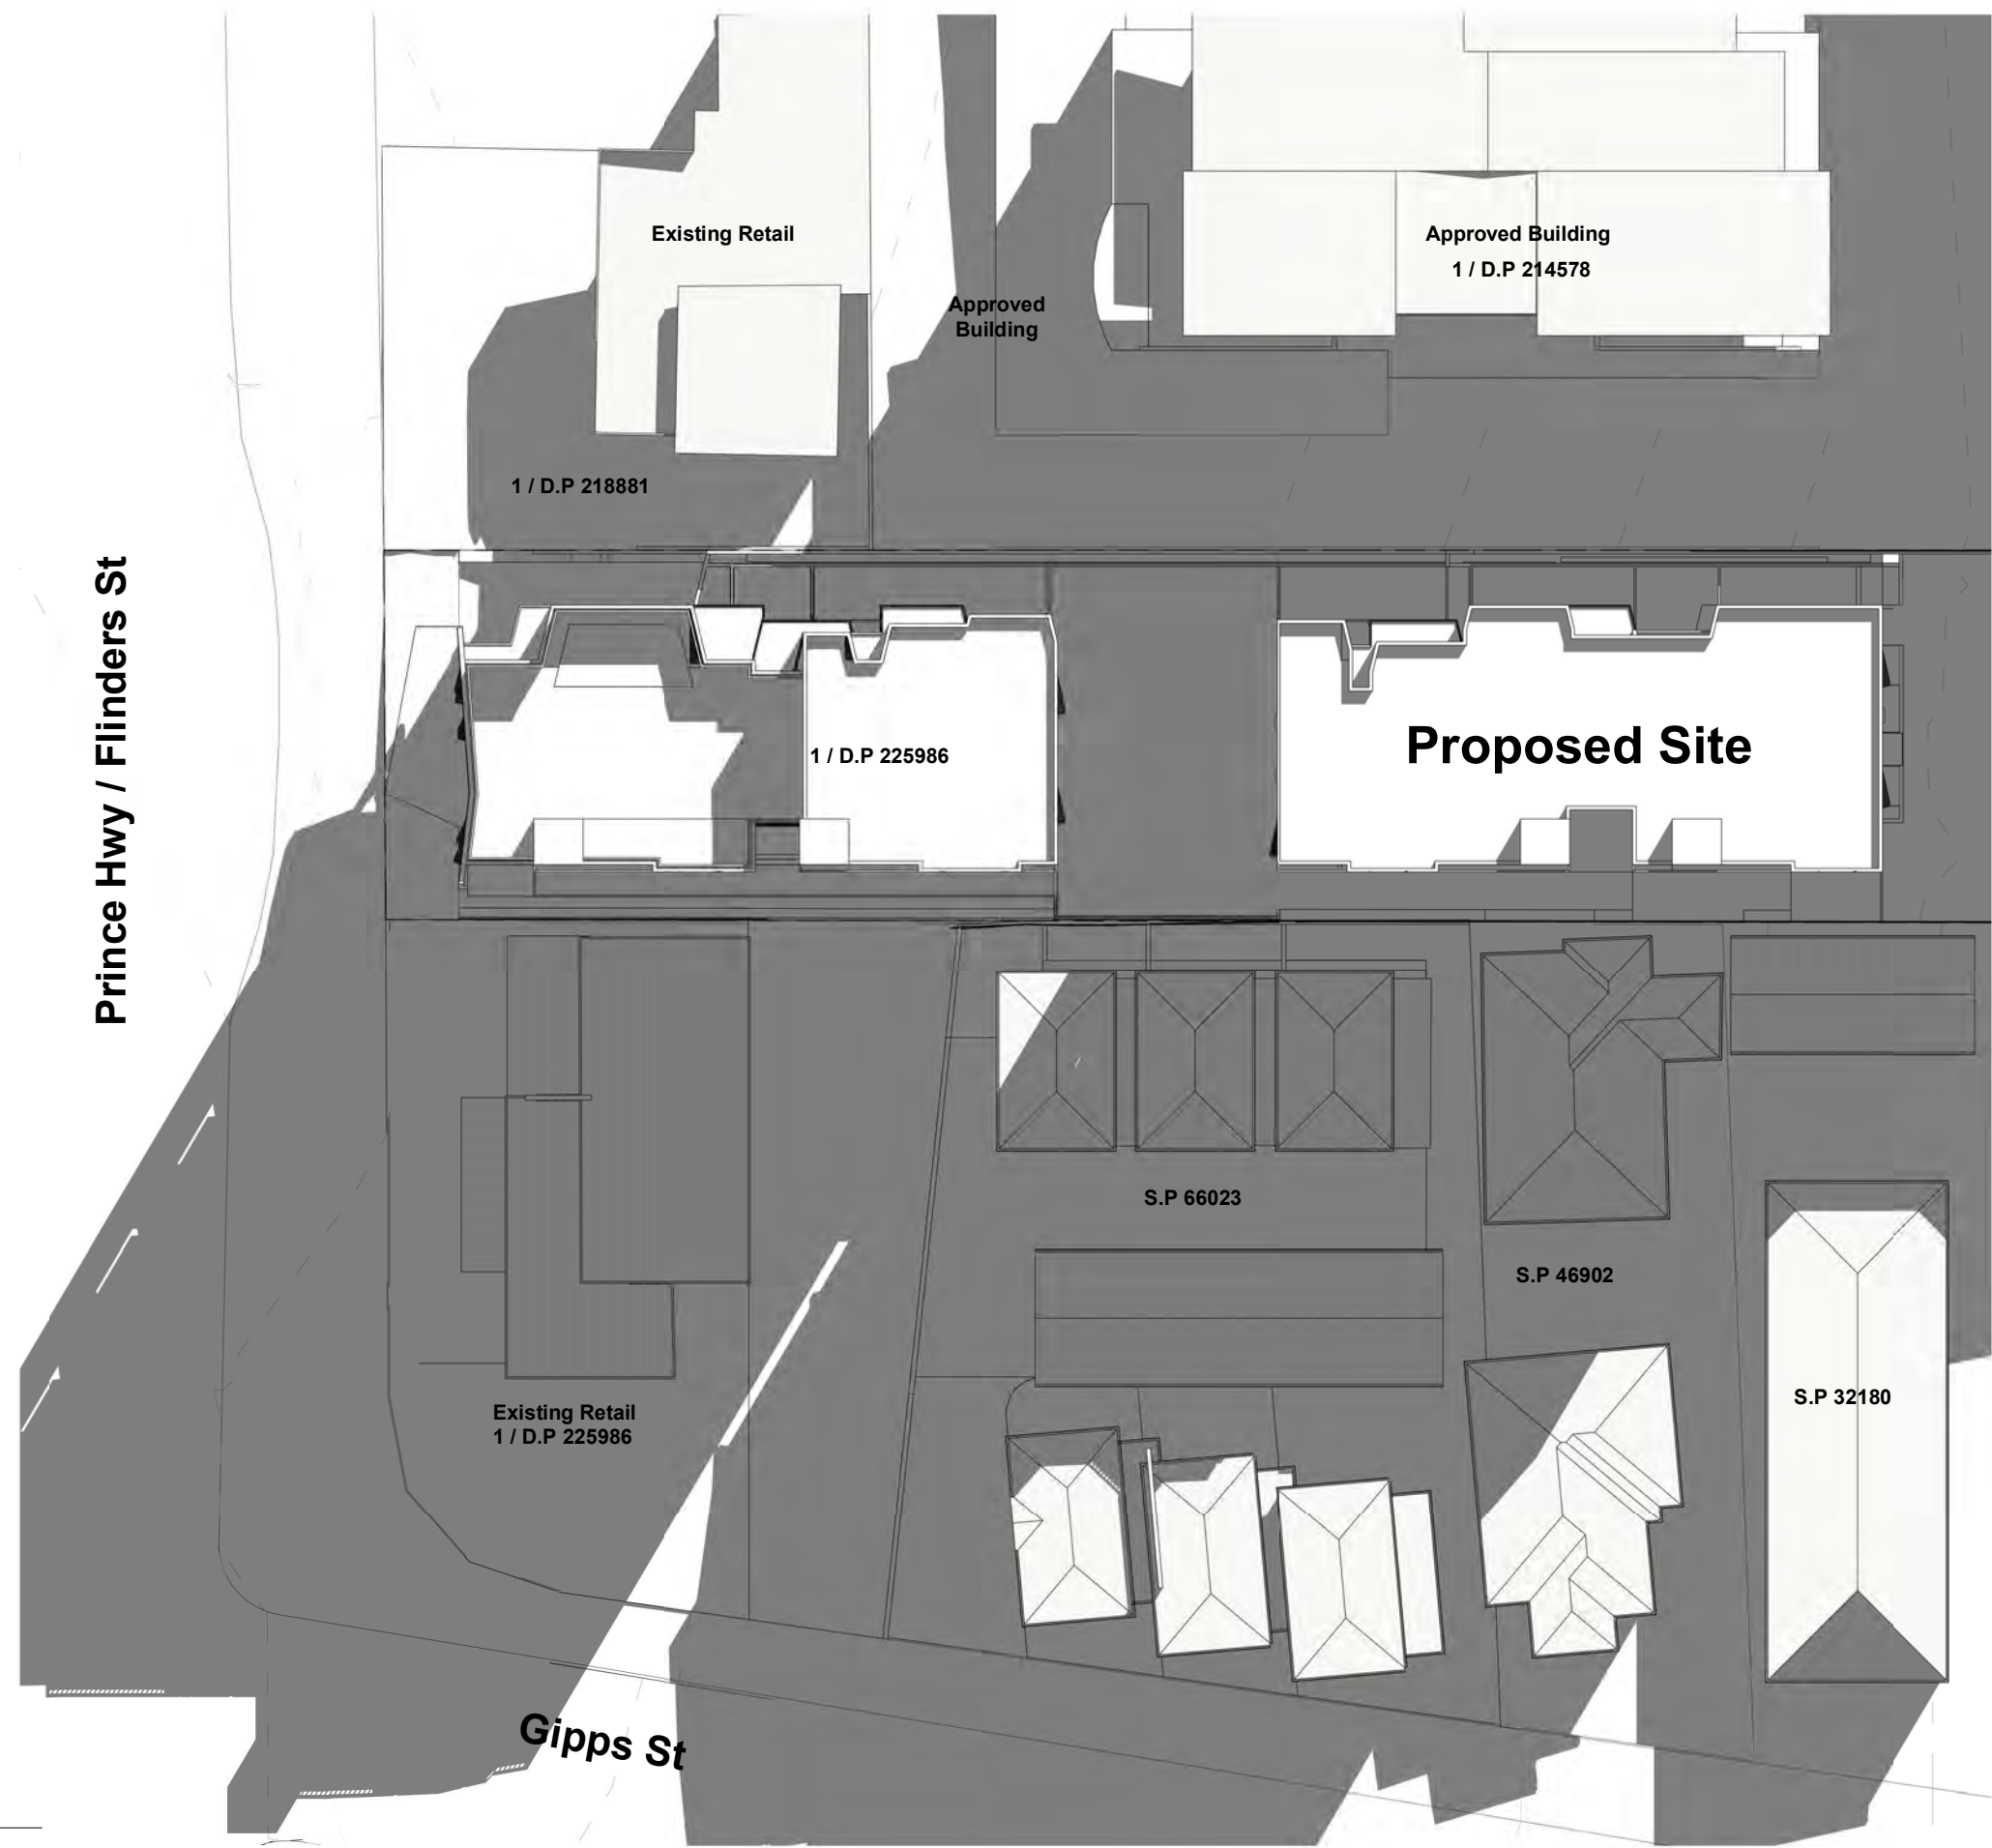 Existing Retail
Approved Building
1 / D.P 214578
Approved
Building
1 / D.P 218881
Prince Hwy / Flinders St
1 / D.P 225986
Proposed Site
S.P 66023
S.P 46902
S.P 32180
Existing Retail
1 / D.P 225986
Gipps St